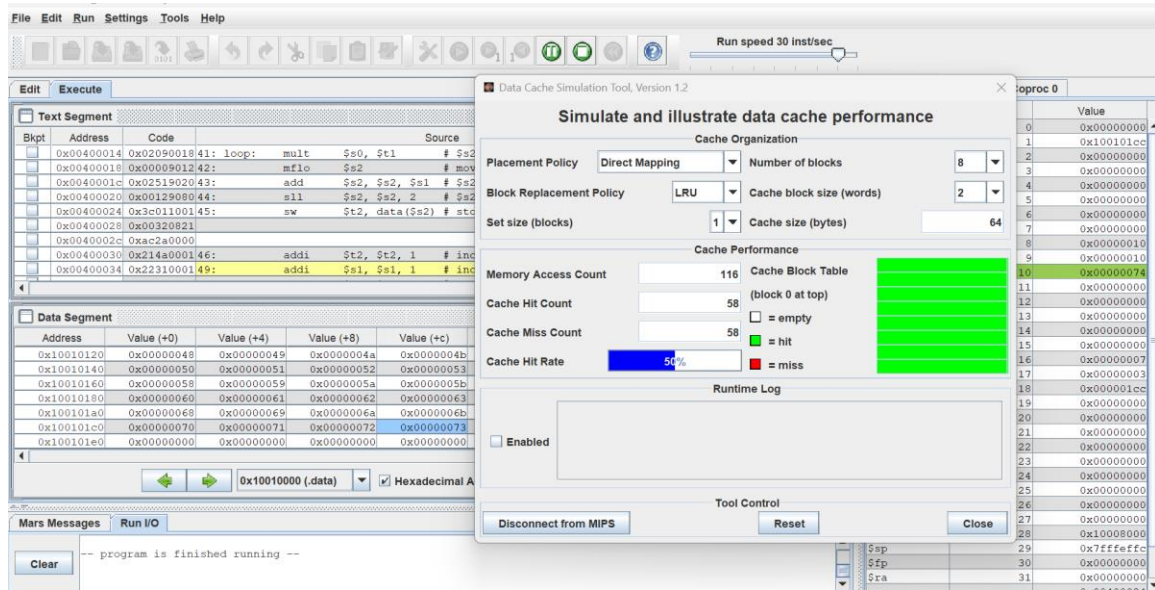 File Edit Run Settings Tools Help
Run speed 30 inst/sec
Edit Execute
Text Segment
Bkpt Address Code Source
0x00400014 0x02090018 41: loop: mult $s0, $t1 # $s2
0x00400018 0x00009012 42: mflo $s2 # mov
0x0040001c 0x02519020 43: add $s2, $s2, $s1 # $s2
0x00400020 0x00129080 44: sll $s2, $s2, 2 # $s2
0x00400024 0x3c011001 45: sw $t2, data($s2) # sto
0x00400028 0x00320821
0x0040002c 0xac2a0000
0x00400030 0x214a0001 46: addi $t2, $t2, 1 # inc
0x00400034 0x22310001 49: addi $s1, $s1, 1 # inc
Data Segment
Address Value (+0) Value (+4) Value (+8) Value (+c)
0x10010120 0x00000048 0x00000049 0x0000004a 0x0000004b
0x10010140 0x00000050 0x00000051 0x00000052 0x00000053
0x10010160 0x00000058 0x00000059 0x0000005a 0x0000005b
0x10010180 0x00000060 0x00000061 0x00000062 0x00000063
0x100101a0 0x00000068 0x00000069 0x0000006a 0x0000006b
0x100101c0 0x00000070 0x00000071 0x00000072 0x00000073
0x100101e0 0x00000000 0x00000000 0x00000000 0x00000000
0x10010000 (.data) Hexadecimal A
Mars Messages Run I/O
-- program is finished running --
Clear
Data Cache Simulation Tool, Version 1.2
Simulate and illustrate data cache performance
Cache Organization
Placement Policy Direct Mapping Number of blocks 8
Block Replacement Policy LRU Cache block size (words) 2
Set size (blocks) 1 Cache size (bytes) 64
Cache Performance
Memory Access Count 116 Cache Block Table
(block 0 at top)
Cache Hit Count 58
= empty
Cache Miss Count 58
= hit
Cache Hit Rate 50%
= miss
Runtime Log
Enabled
Tool Control
Disconnect from MIPS Reset Close
Coproc 0
Value
0 0x00000000
1 0x100101cc
2 0x00000000
3 0x00000000
4 0x00000000
5 0x00000000
6 0x00000000
7 0x00000000
8 0x00000010
9 0x00000010
10 0x00000074
11 0x00000000
12 0x00000000
13 0x00000000
14 0x00000000
15 0x00000000
16 0x00000007
17 0x00000003
18 0x000001cc
19 0x00000000
20 0x00000000
21 0x00000000
22 0x00000000
23 0x00000000
24 0x00000000
25 0x00000000
26 0x00000000
27 0x00000000
28 0x10008000
$sp 29 0x7fffeffc
$fp 30 0x00000000
$ra 31 0x00000000